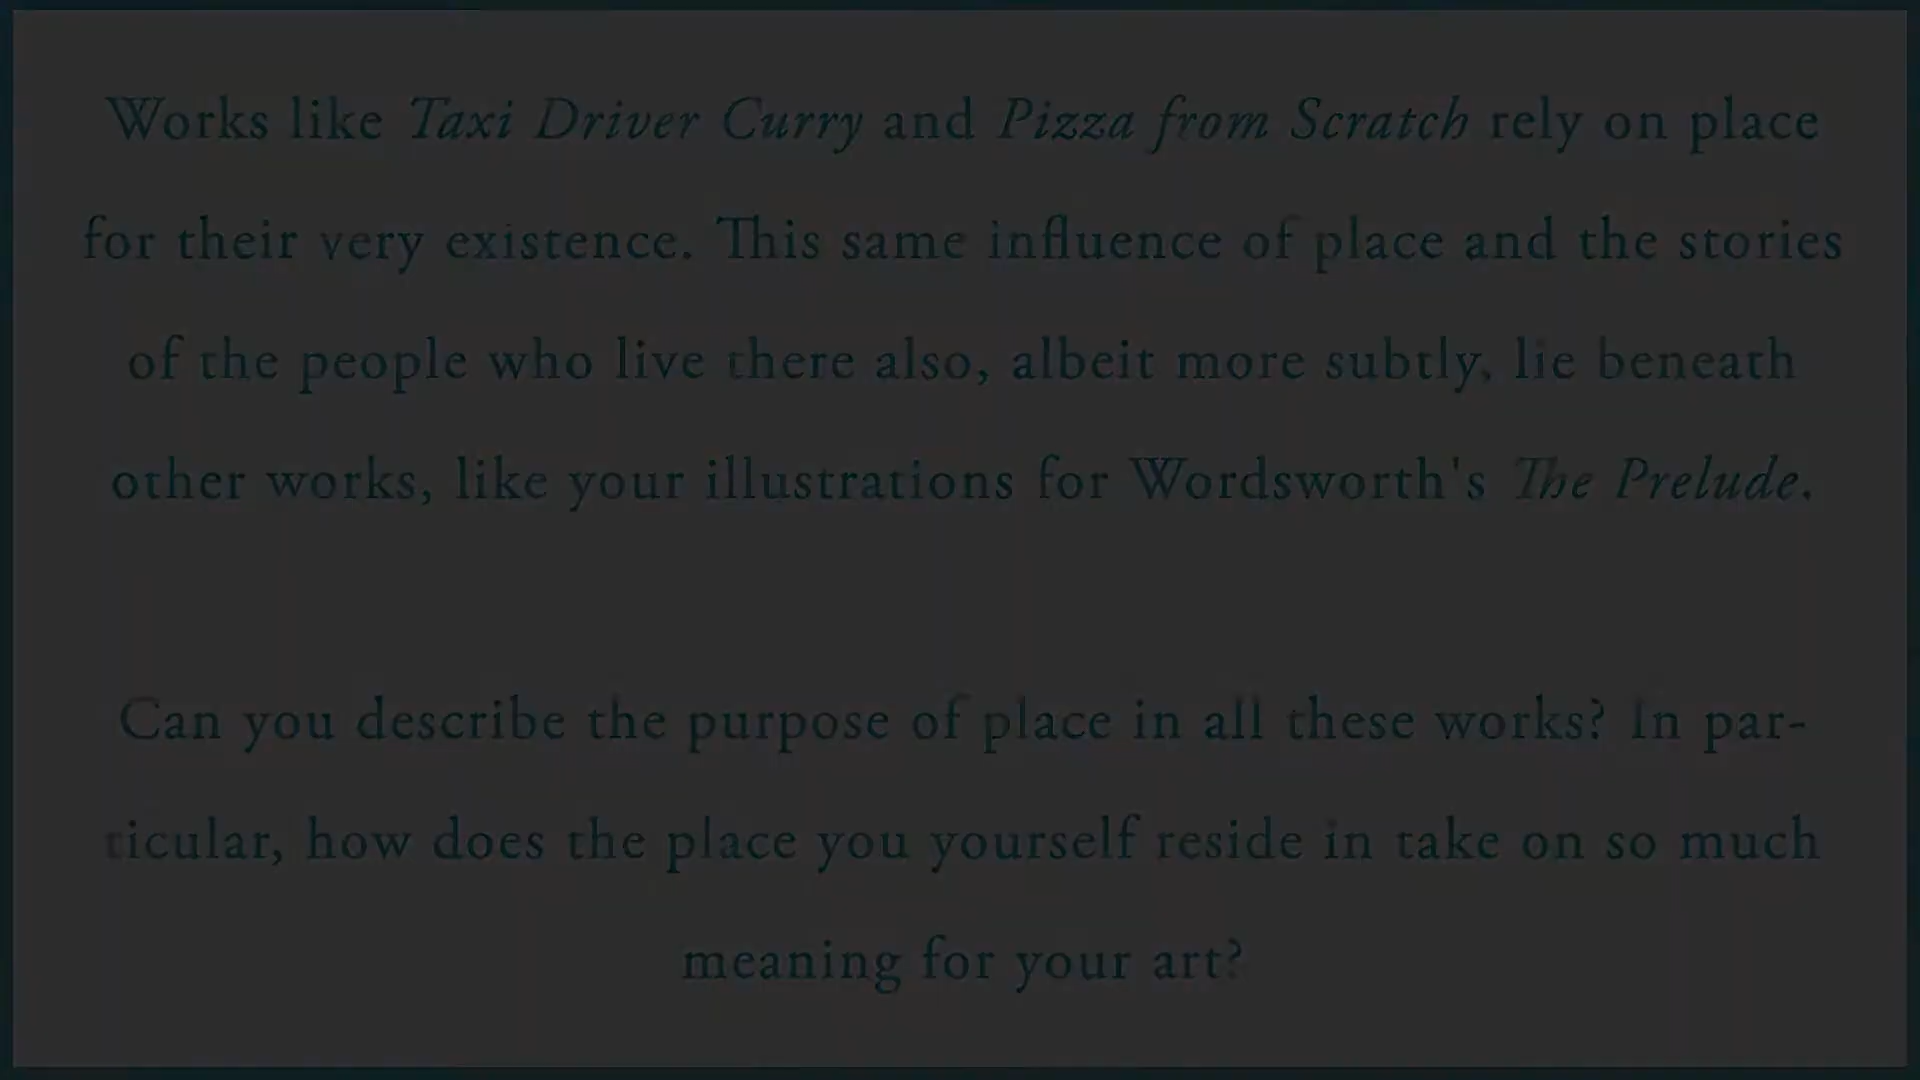 Works like Taxi Driver Curry and Pizza from Scratch rely on place
for their very existence. This same influence of place and the stories
of the people who live there also, albeit more subtly, lie beneath
other works, like your illustrations for Wordsworth's The Prelude.
Can you describe the purpose of place in all these works? In par-
ticular, how does the place you yourself reside in take on so much
meaning for your art?